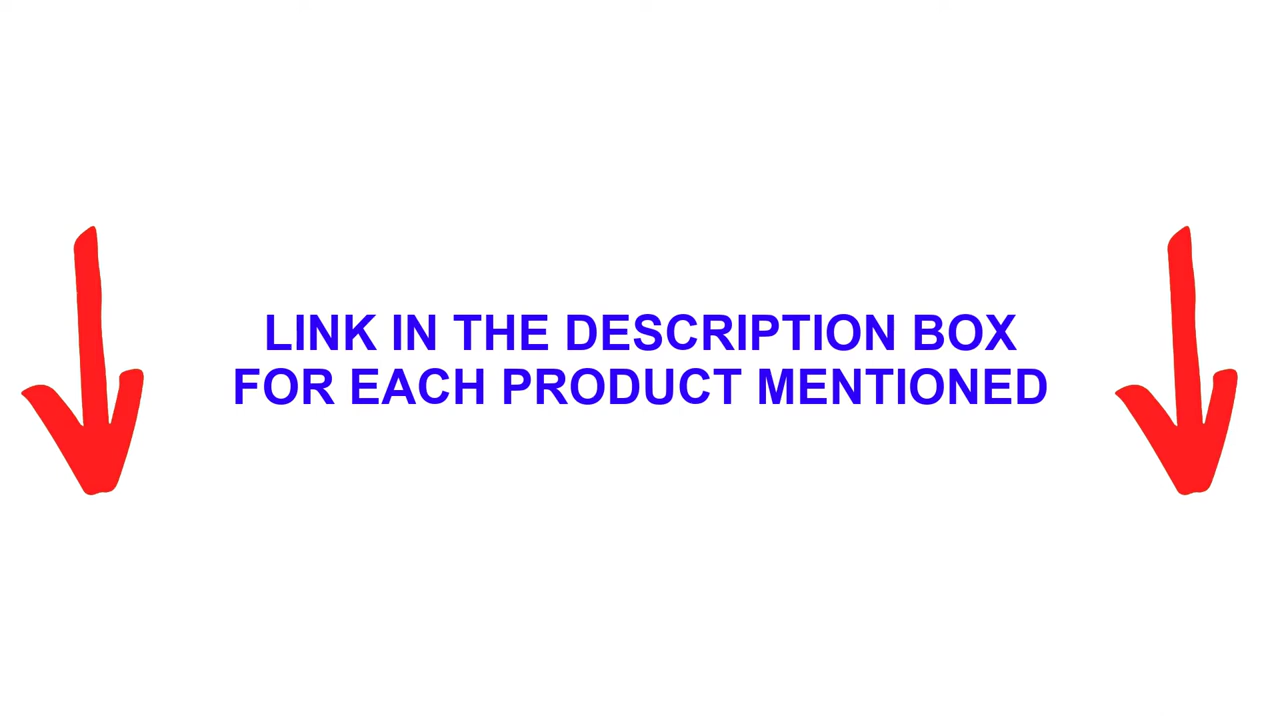 LINK IN THE DESCRIPTION BOX
FOR EACH PRODUCT MENTIONED